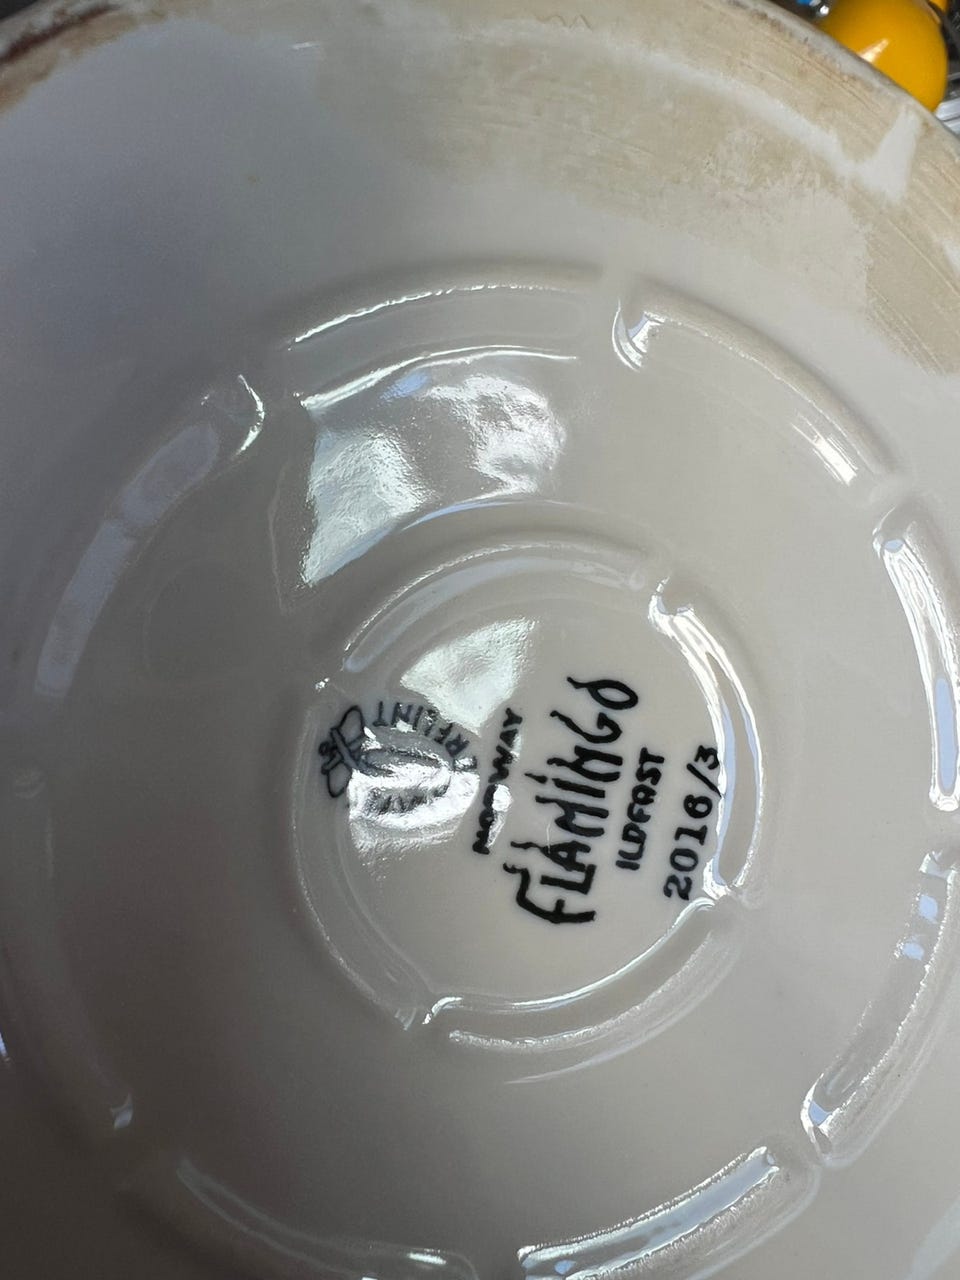 NORWAY
FLAMINGO
ILDFAST
2016/3